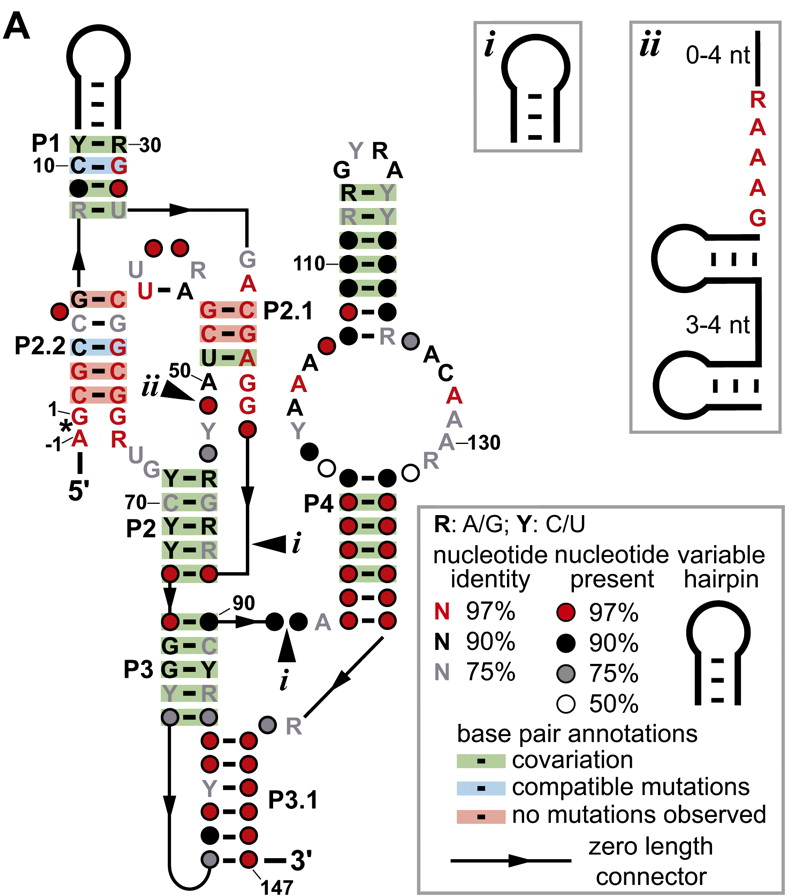 A
i
ii
0-4 nt
R
A
A
A
G
3-4 nt
P1 Y R 30
10 C G
R U
U R
U A
G C
C G
P2.2 C G
G C
C G
1 G G
* 
-1 A R
5'
U G
G
A
G C P2.1
C G
U A
50 A G
ii G
Y
Y R
70 C G
P2 Y R
Y R
i
90
G C
P3 G Y
Y R
A
i
R
Y
P3.1
3'
147
Y R
G A
R Y
R Y
110
R
A A
A C
A A
Y A
A 130
R
P4
R: A/G; Y: C/U
nucleotide identity
N 97%
N 90%
N 75%
nucleotide present
97%
90%
75%
50%
variable hairpin
base pair annotations
covariation
compatible mutations
no mutations observed
zero length
connector